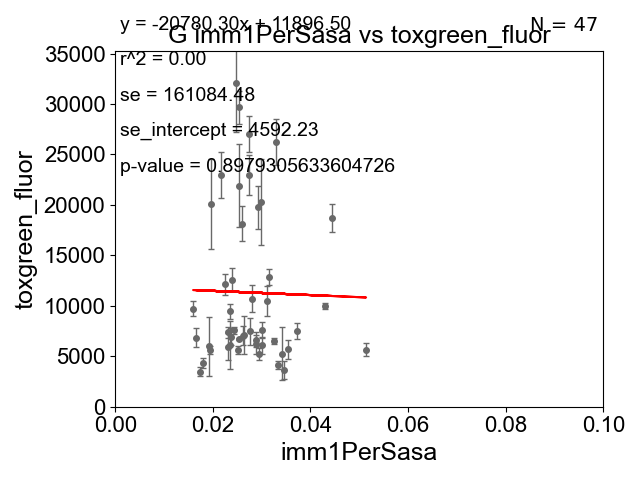 y = -20780.30x + 11896.50
N = 47
G imm1PerSasa vs toxgreen_fluor
r^2 = 0.00
se = 161084.48
se_intercept = 4592.23
p-value = 0.8979305633604726
35000
30000
25000
20000
15000
10000
5000
0
toxgreen_fluor
0.00 0.02 0.04 0.06 0.08 0.10
imm1PerSasa